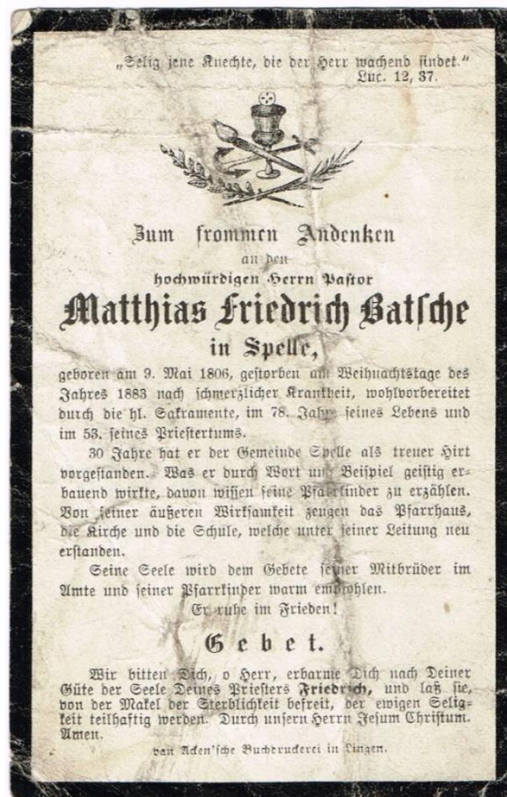 „Selig jene Knechte, die der Herr wachend findet.“
Luc. 12, 37.
Zum frommen Andenken
an den
hochwürdigen Herrn Pastor
Matthias Friedrich Batsche
in Spelle,
geboren am 9. Mai 1806, gestorben am Weihnachtstage des
Jahres 1883 nach schmerzlicher Krankheit, wohlvorbereitet
durch die hl. Sakramente, im 78. Jahre seines Lebens und
im 53. seines Priestertums.
30 Jahre hat er der Gemeinde Spelle als treuer Hirt
vorgestanden. Was er durch Wort und Beispiel geistig er-
bauend wirkte, davon wissen seine Pfarrkinder zu erzählen.
Von seiner äußeren Wirksamkeit zeugen das Pfarrhaus,
die Kirche und die Schule, welche unter seiner Leitung neu
erstanden.
Seine Seele wird dem Gebete seiner Mitbrüder im
Amte und seiner Pfarrkinder warm empfohlen.
Er ruhe im Frieden!
Gebet.
Wir bitten Dich, o Herr, erbarme Dich nach Deiner
Güte der Seele Deines Priesters Friedrich, und laß sie,
von der Makel der Sterblichkeit befreit, der ewigen Selig-
keit teilhaftig werden. Durch unsern Herrn Jesum Christum.
Amen.
van Acken'sche Buchdruckerei in Lingen.